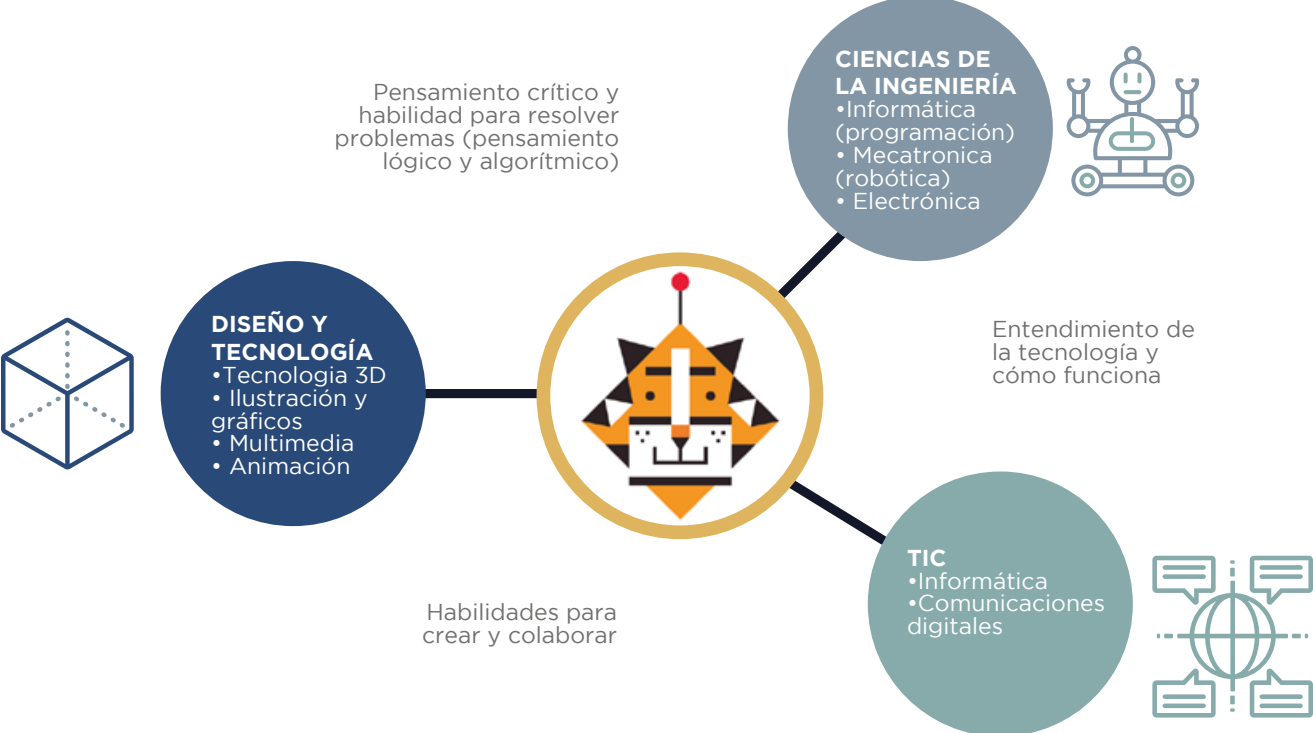 Pensamiento crítico y
habilidad para resolver
problemas (pensamiento
lógico y algorítmico)
CIENCIAS DE
LA INGENIERÍA
•Informática
(programación)
• Mecatronica
(robótica)
• Electrónica
DISEÑO Y
TECNOLOGÍA
•Tecnologia 3D
• Ilustración y
gráficos
• Multimedia
• Animación
Entendimiento de
la tecnología y
cómo funciona
Habilidades para
crear y colaborar
TIC
•Informática
•Comunicaciones
digitales